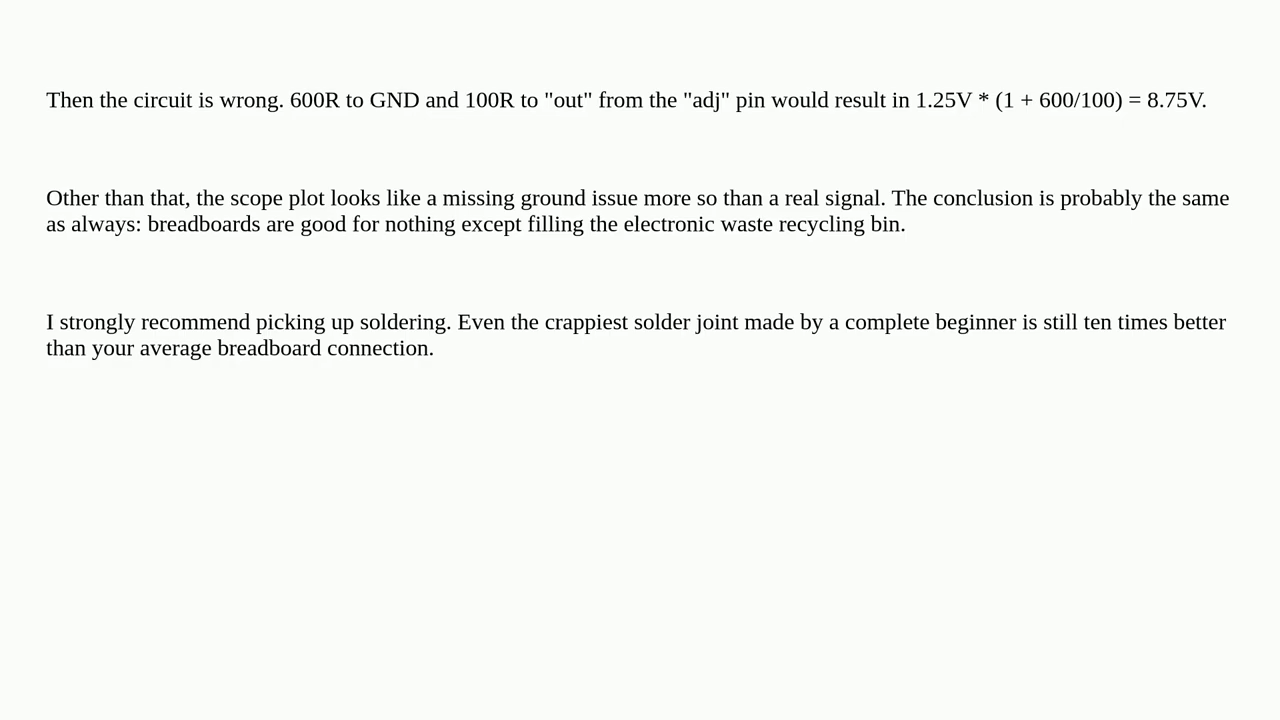 Then the circuit is wrong. 600R to GND and 100R to "out" from the "adj" pin would result in 1.25V * (1 + 600/100) = 8.75V.
Other than that, the scope plot looks like a missing ground issue more so than a real signal. The conclusion is probably the same
as always: breadboards are good for nothing except filling the electronic waste recycling bin.
I strongly recommend picking up soldering. Even the crappiest solder joint made by a complete beginner is still ten times better
than your average breadboard connection.